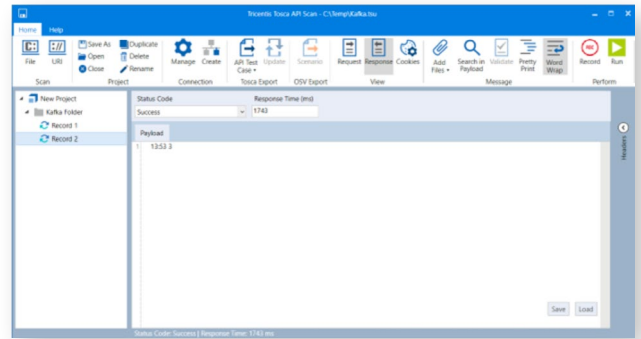 Tricentis Tosca API Scan - C:\Temp\Kafka.tsu
Home Help
File URI Save As Open Close Duplicate Delete Rename Manage Create API Test Case Update Scenario Request Response Cookies Add Files Search in Payload Validate Pretty Print Word Wrap Record Run
Scan Project Connection Tosca Export OSV Export View Message Perform
New Project
Kafka Folder
Record 1
Record 2
Status Code Response Time (ms)
Success 1743
Payload
1 13:53 3
Headers
Save Load
Status Code: Success | Response Time: 1743 ms